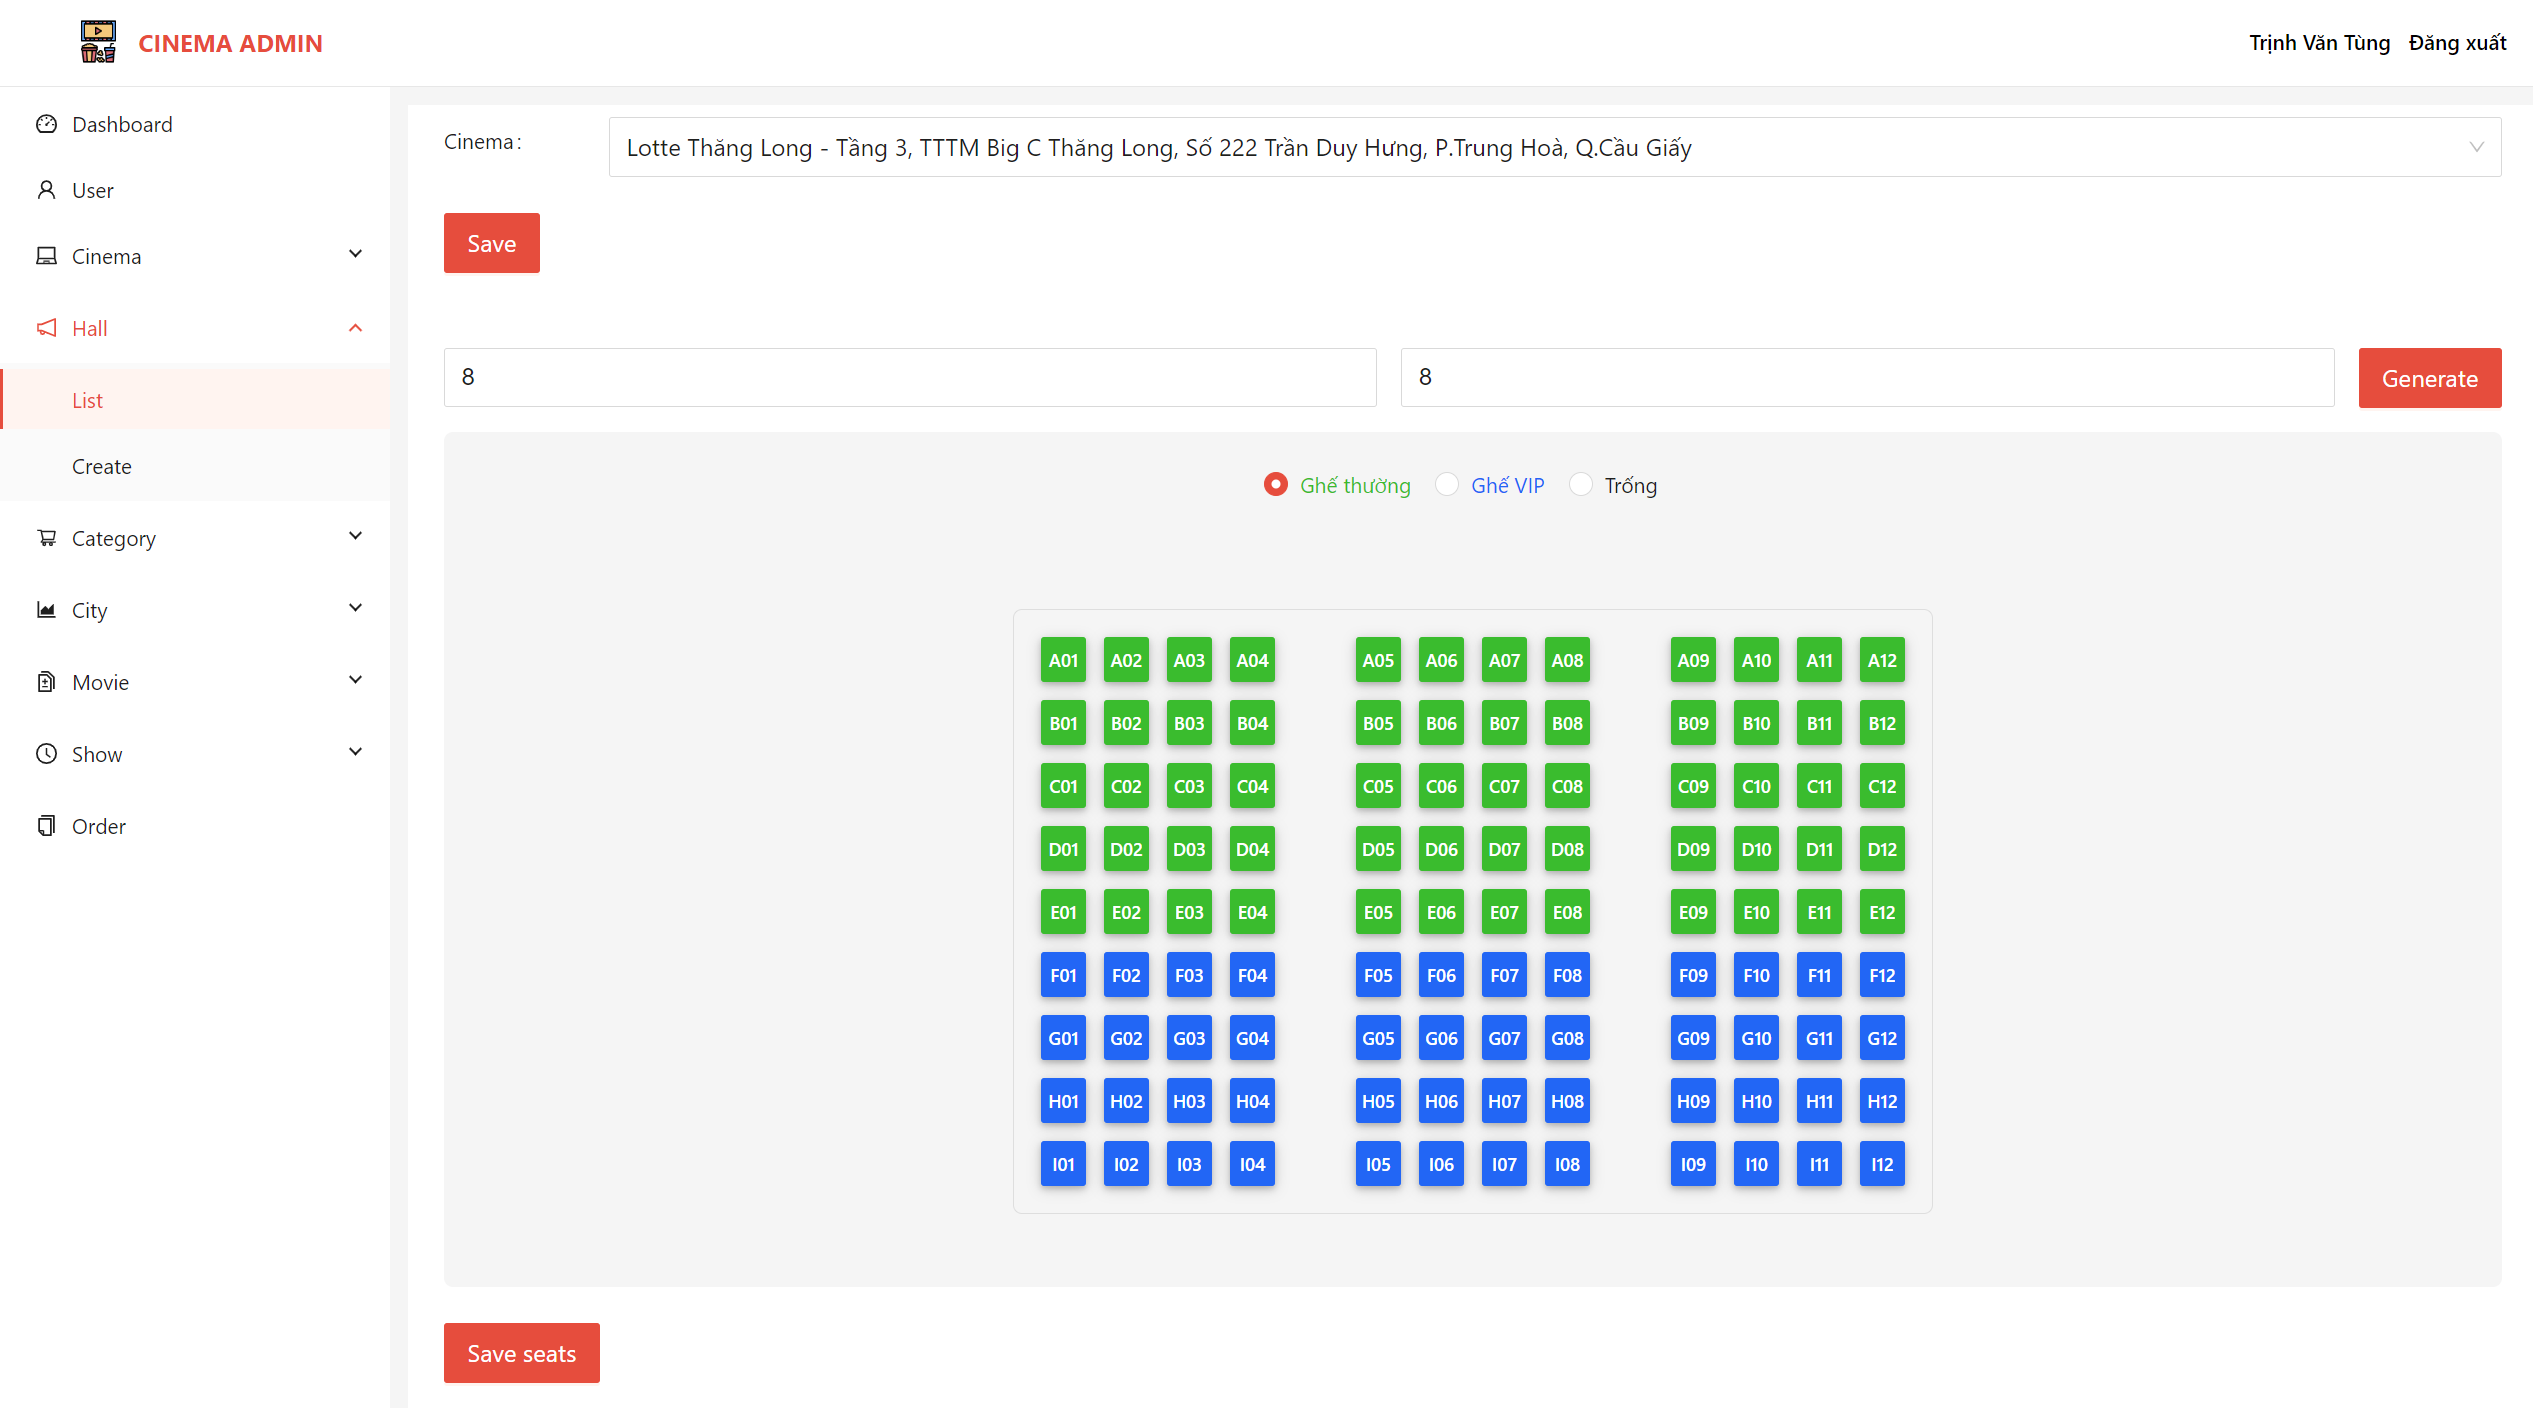 CINEMA ADMIN
Trịnh Văn Tùng Đăng xuất
Dashboard
User
Cinema
Hall
List
Create
Category
City
Movie
Show
Order
Cinema:
Lotte Thăng Long - Tầng 3, TTTM Big C Thăng Long, Số 222 Trần Duy Hưng, P.Trung Hoà, Q.Cầu Giấy
Save
8 8 Generate
Ghế thường Ghế VIP Trống
A01 A02 A03 A04 A05 A06 A07 A08 A09 A10 A11 A12
B01 B02 B03 B04 B05 B06 B07 B08 B09 B10 B11 B12
C01 C02 C03 C04 C05 C06 C07 C08 C09 C10 C11 C12
D01 D02 D03 D04 D05 D06 D07 D08 D09 D10 D11 D12
E01 E02 E03 E04 E05 E06 E07 E08 E09 E10 E11 E12
F01 F02 F03 F04 F05 F06 F07 F08 F09 F10 F11 F12
G01 G02 G03 G04 G05 G06 G07 G08 G09 G10 G11 G12
H01 H02 H03 H04 H05 H06 H07 H08 H09 H10 H11 H12
I01 I02 I03 I04 I05 I06 I07 I08 I09 I10 I11 I12
Save seats